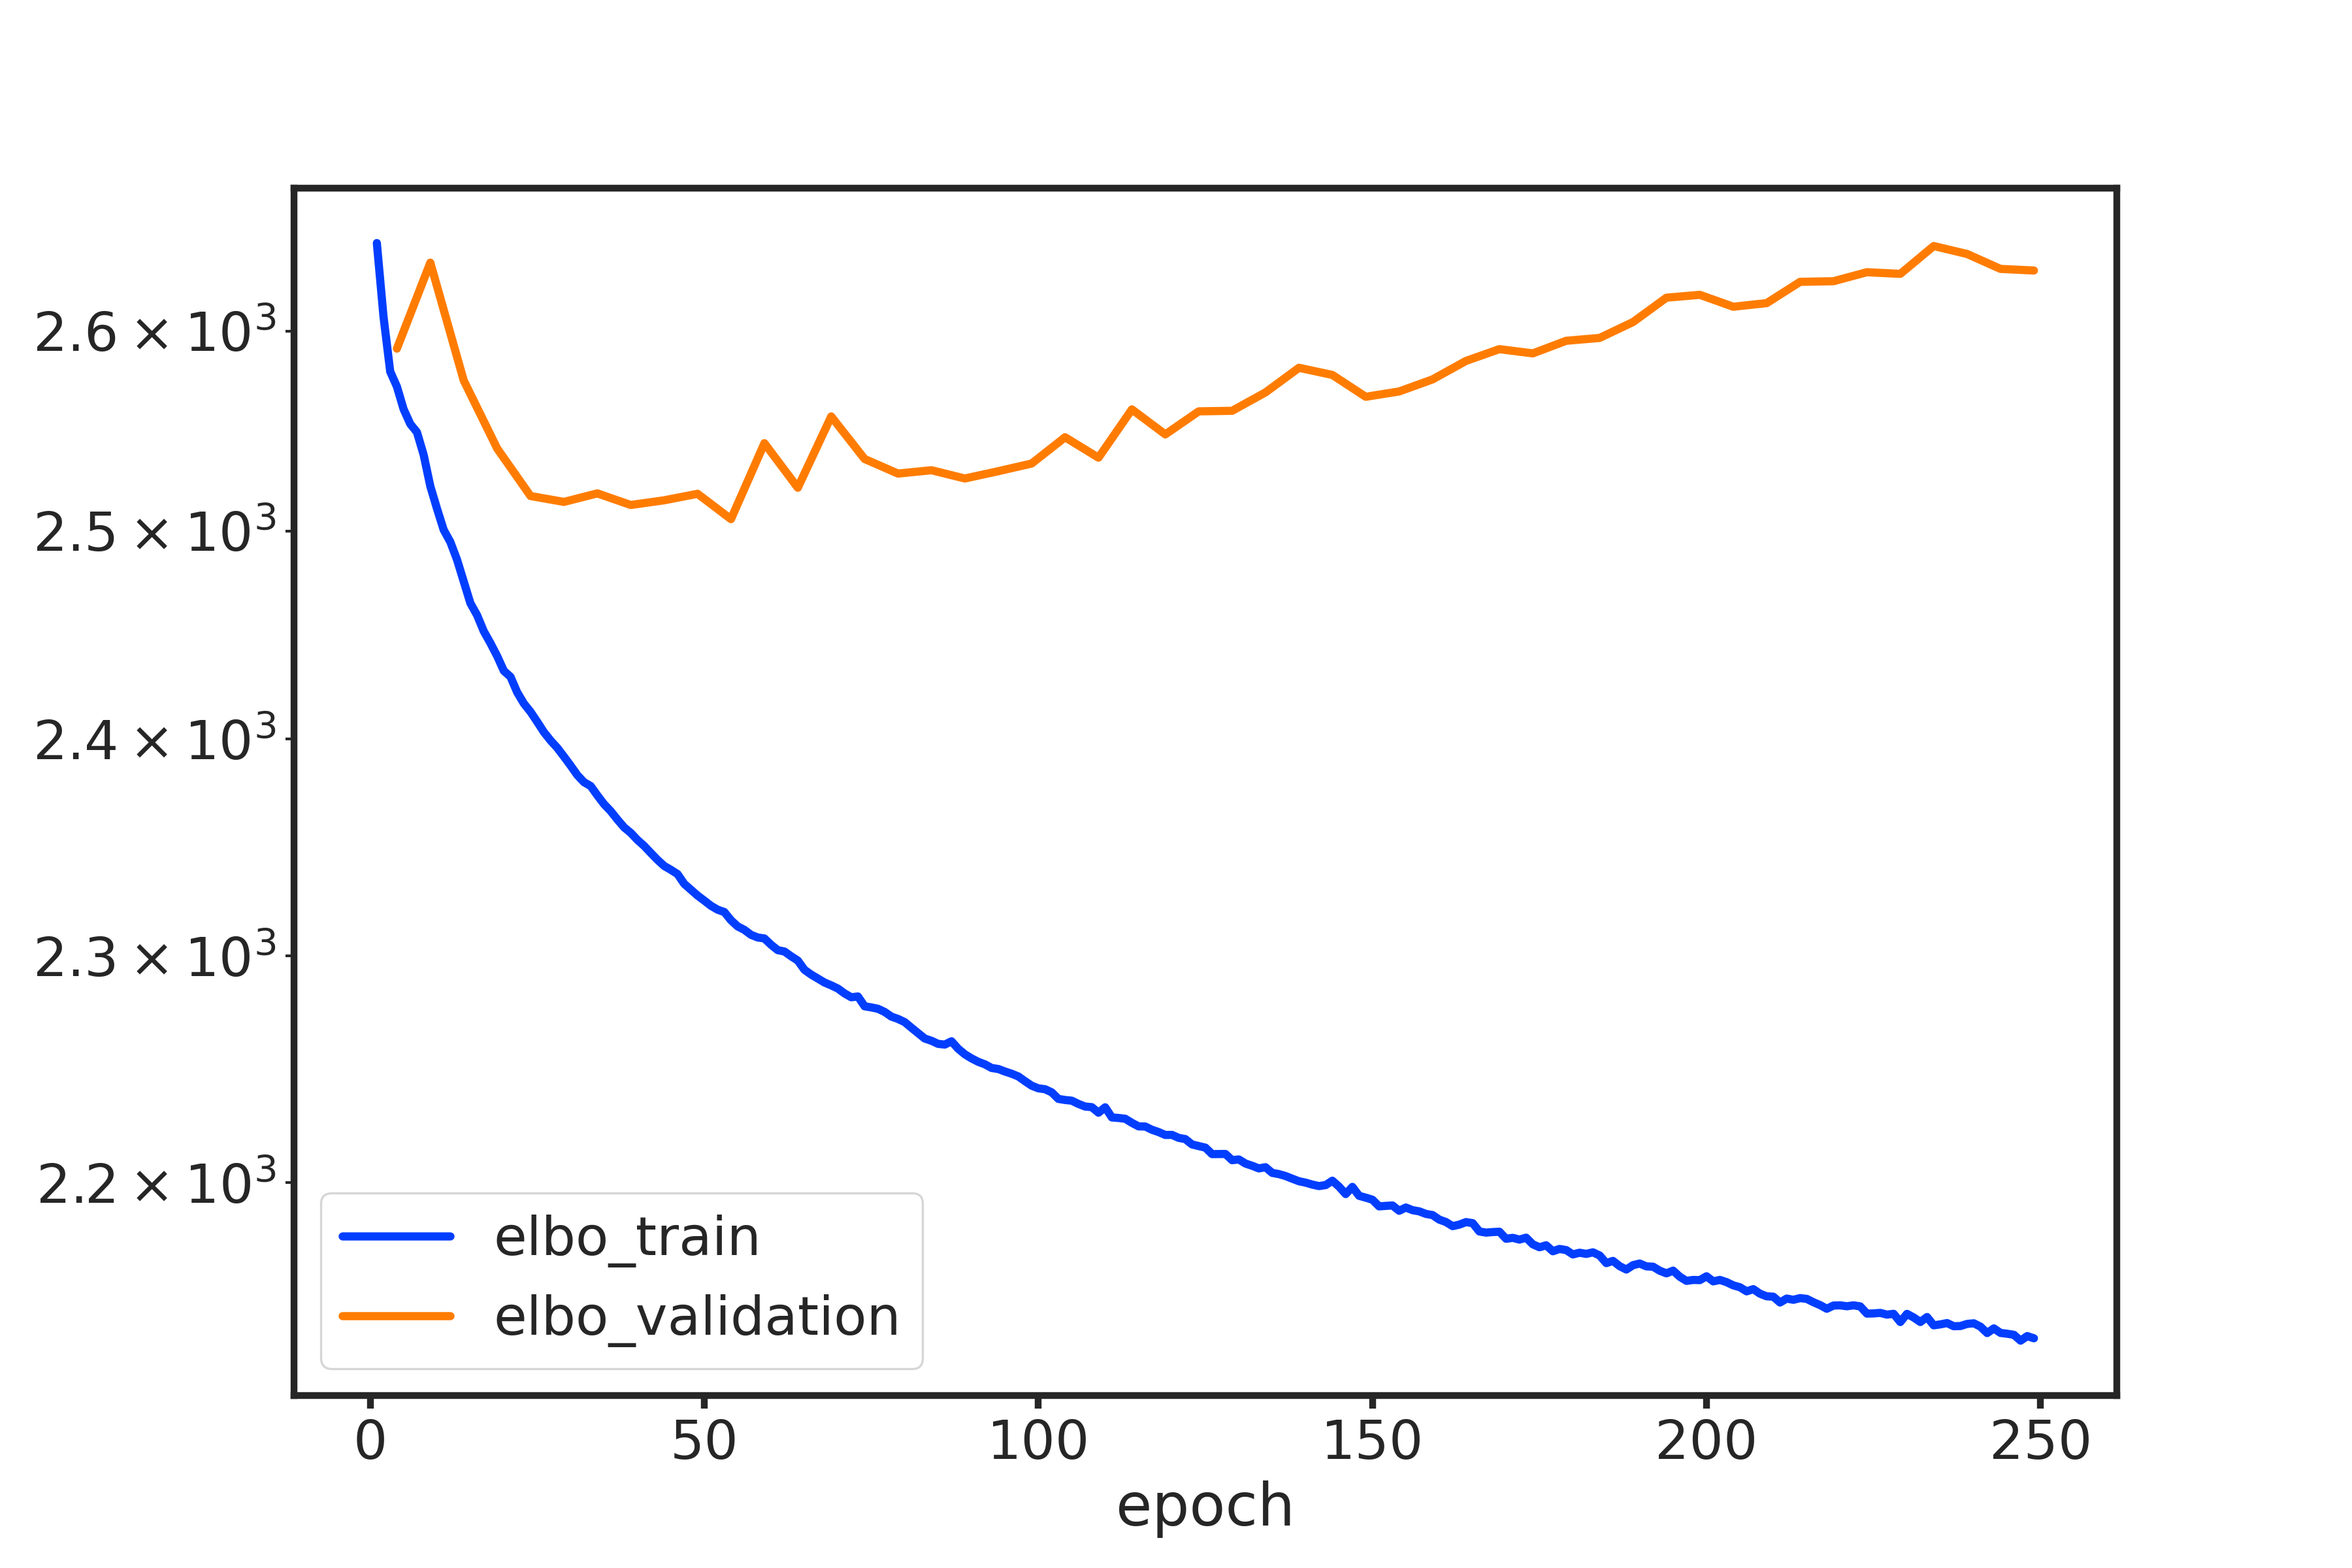 2.6 × 10³
2.5 × 10³
2.4 × 10³
2.3 × 10³
2.2 × 10³
elbo_train
elbo_validation
0 50 100 150 200 250
epoch